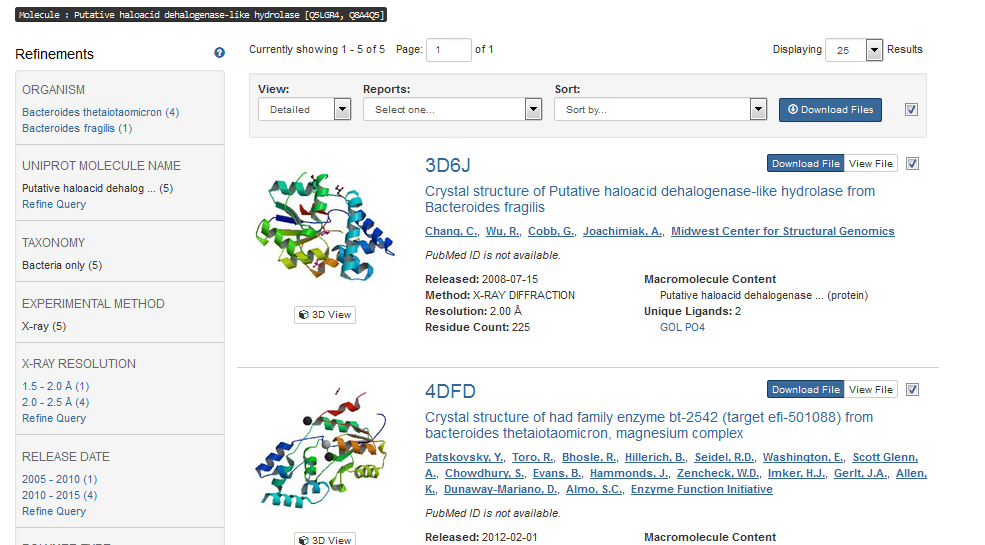 Molecule : Putative haloacid dehalogenase-like hydrolase [Q5LGR4, Q8A4Q5]
Refinements
ORGANISM
Bacteroides thetaiotaomicron (4)
Bacteroides fragilis (1)
UNIPROT MOLECULE NAME
Putative haloacid dehalog ... (5)
Refine Query
TAXONOMY
Bacteria only (5)
EXPERIMENTAL METHOD
X-ray (5)
X-RAY RESOLUTION
1.5 - 2.0 Å (1)
2.0 - 2.5 Å (4)
Refine Query
RELEASE DATE
2005 - 2010 (1)
2010 - 2015 (4)
Refine Query
POLYMER TYPE
Currently showing 1 - 5 of 5 Page: 1 of 1 Displaying 25 Results
View: Reports: Sort:
Detailed Select one... Sort by... Download Files
3D6J Download File View File
Crystal structure of Putative haloacid dehalogenase-like hydrolase from
Bacteroides fragilis
Chang, C., Wu, R., Cobb, G., Joachimiak, A., Midwest Center for Structural Genomics
PubMed ID is not available.
Released: 2008-07-15 Macromolecule Content
Method: X-RAY DIFFRACTION Putative haloacid dehalogenase ... (protein)
Resolution: 2.00 Å Unique Ligands: 2
Residue Count: 225 GOL PO4
3D View
4DFD Download File View File
Crystal structure of had family enzyme bt-2542 (target efi-501088) from
bacteroides thetaiotaomicron, magnesium complex
Patskovsky, Y., Toro, R., Bhosle, R., Hillerich, B., Seidel, R.D., Washington, E., Scott Glenn,
A., Chowdhury, S., Evans, B., Hammonds, J., Zencheck, W.D., Imker, H.J., Gerlt, J.A., Allen,
K., Dunaway-Mariano, D., Almo, S.C., Enzyme Function Initiative
PubMed ID is not available.
Released: 2012-02-01 Macromolecule Content
3D View